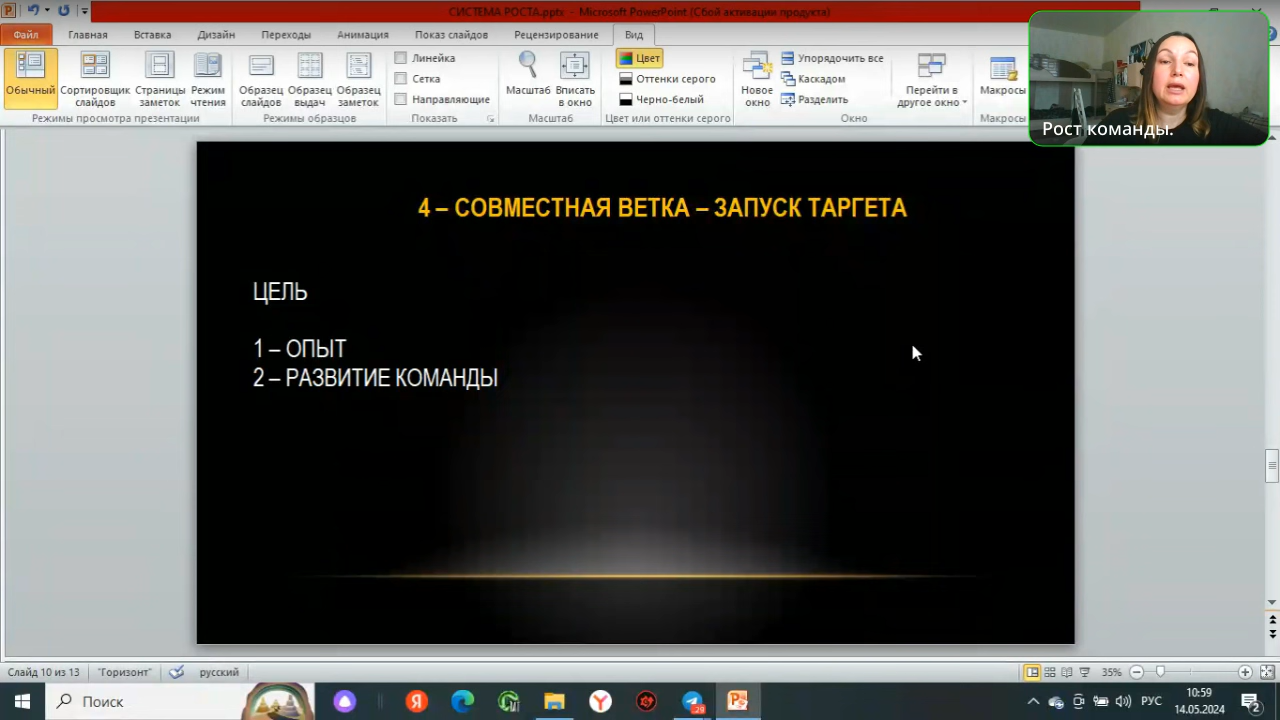 СИСТЕМА РОСТА.pptx - Microsoft PowerPoint (Сбой активации продукта)
Файл Главная Вставка Дизайн Переходы Анимация Показ слайдов Рецензирование Вид
Обычный
Сортировщик слайдов
Страницы заметок
Режим чтения
Режимы просмотра презентации
Образец слайдов
Образец выдач
Образец заметок
Режимы образцов
Линейка
Сетка
Направляющие
Показать
Масштаб
Вписать в окно
Масштаб
Цвет
Оттенки серого
Черно-белый
Цвет или оттенки серого
Новое окно
Упорядочить все
Каскадом
Разделить
Перейти в другое окно
Окно
Макросы
Макросы
Рост команды.
4 – СОВМЕСТНАЯ ВЕТКА – ЗАПУСК ТАРГЕТА
ЦЕЛЬ
1 – ОПЫТ
2 – РАЗВИТИЕ КОМАНДЫ
Слайд 10 из 13 "Горизонт" русский 35%
Поиск
29
РУС
10:59
14.05.2024
2